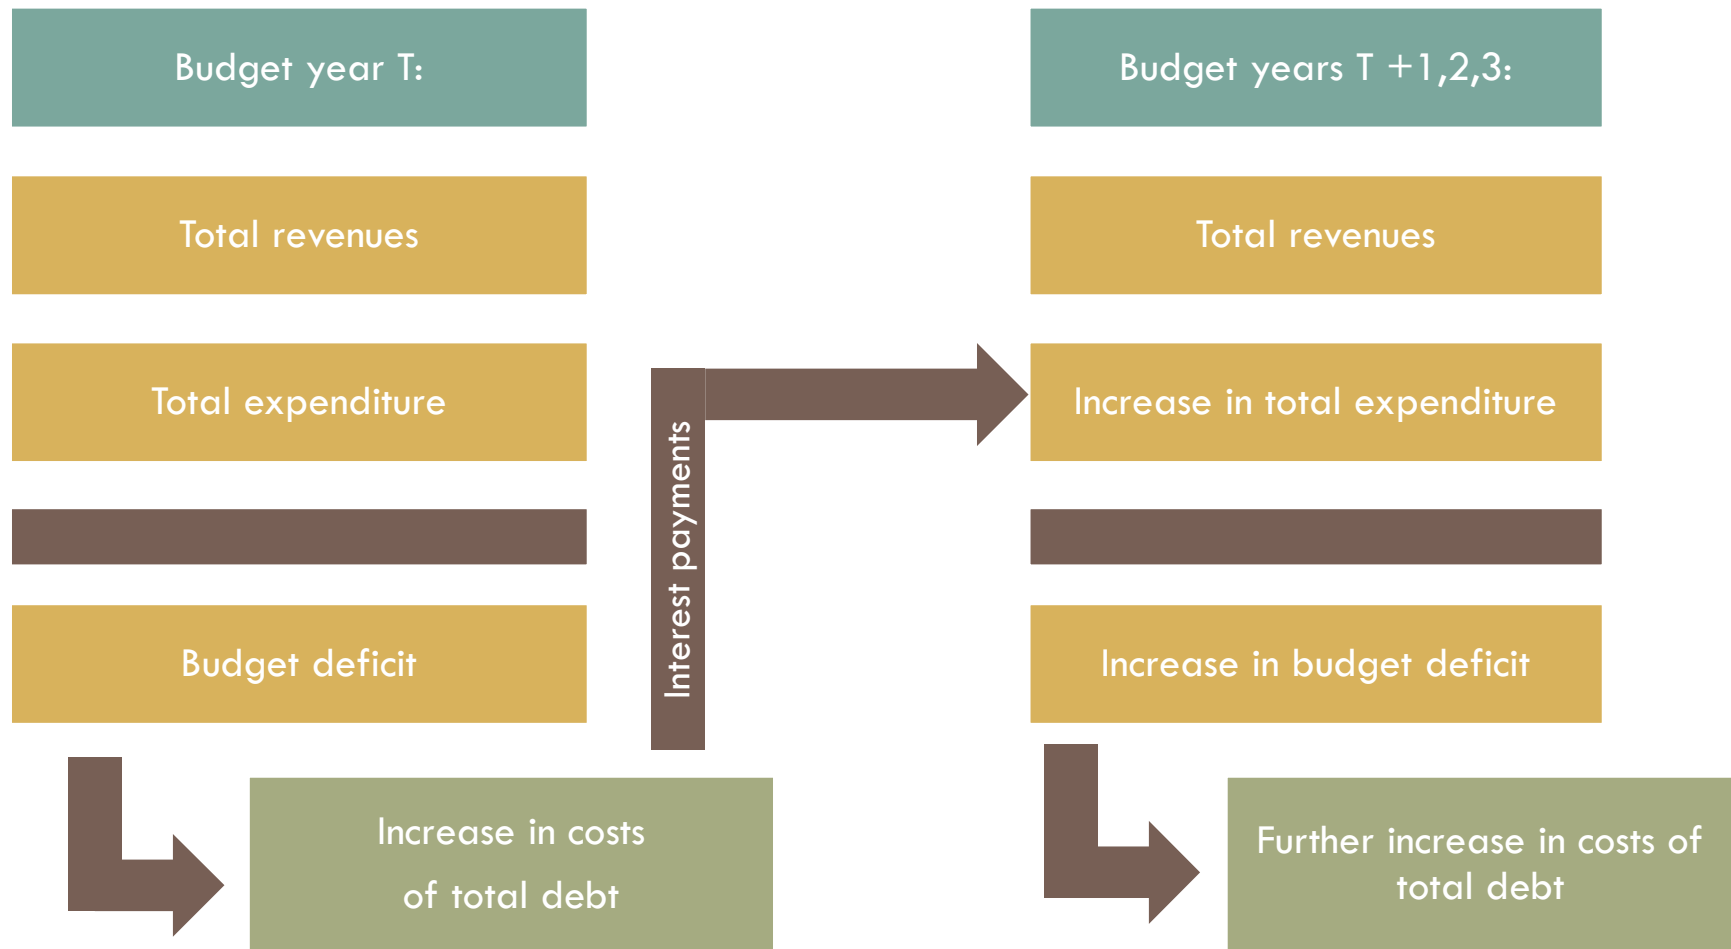 Budget year T:
Total revenues
Total expenditure
Budget deficit
Increase in costs
of total debt
Interest payments
Budget years T +1,2,3:
Total revenues
Increase in total expenditure
Increase in budget deficit
Further increase in costs of
total debt